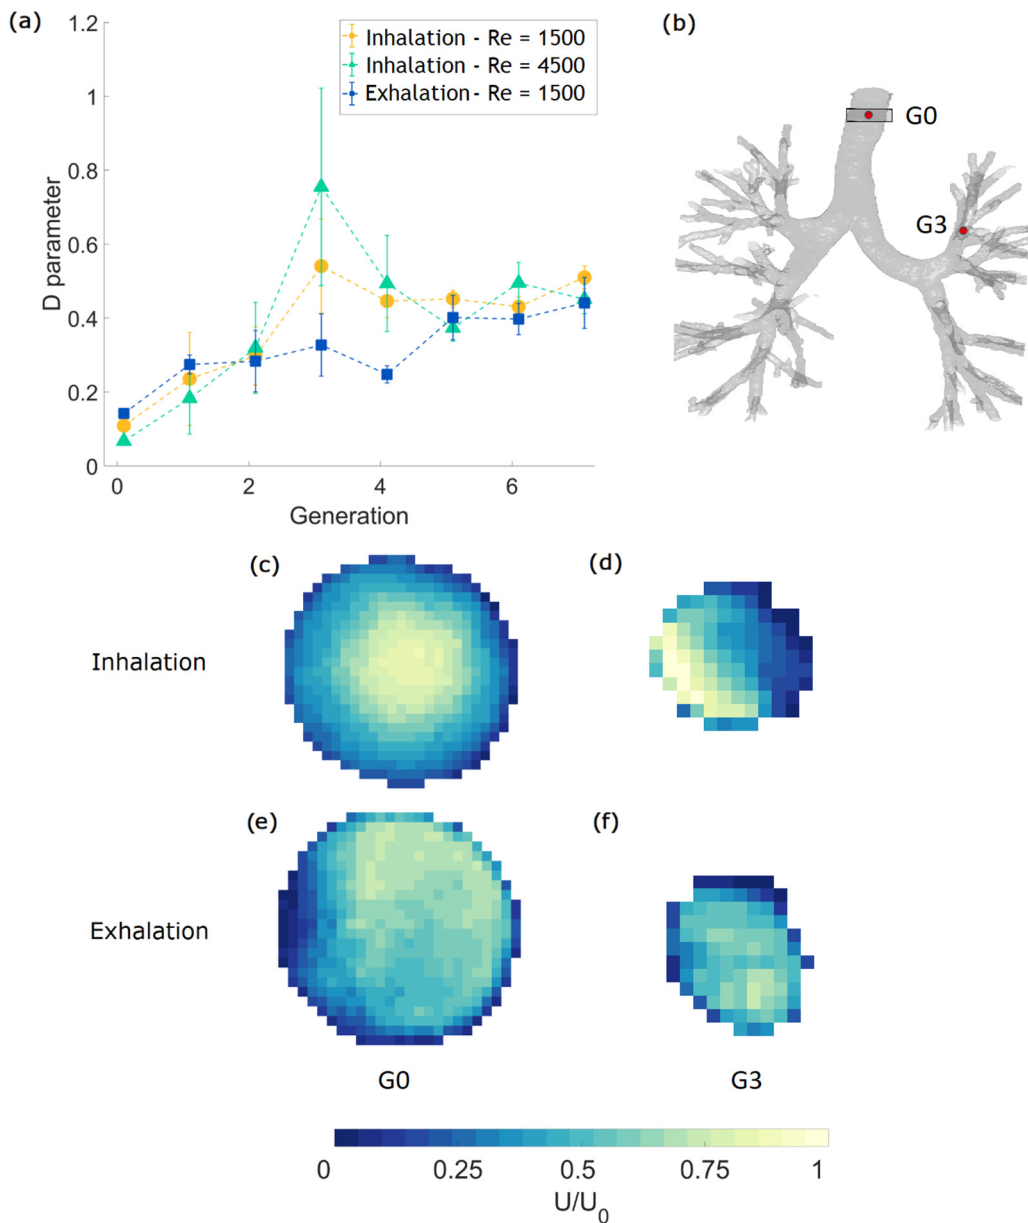 (a)
1.2
1
0.8
0.6
0.4
0.2
0
D parameter
Inhalation - Re = 1500
Inhalation - Re = 4500
Exhalation - Re = 1500
0 2 4 6
Generation
(b)
G0
G3
(c)
(d)
Inhalation
(e)
(f)
Exhalation
G0 G3
0 0.25 0.5 0.75 1
U/U₀